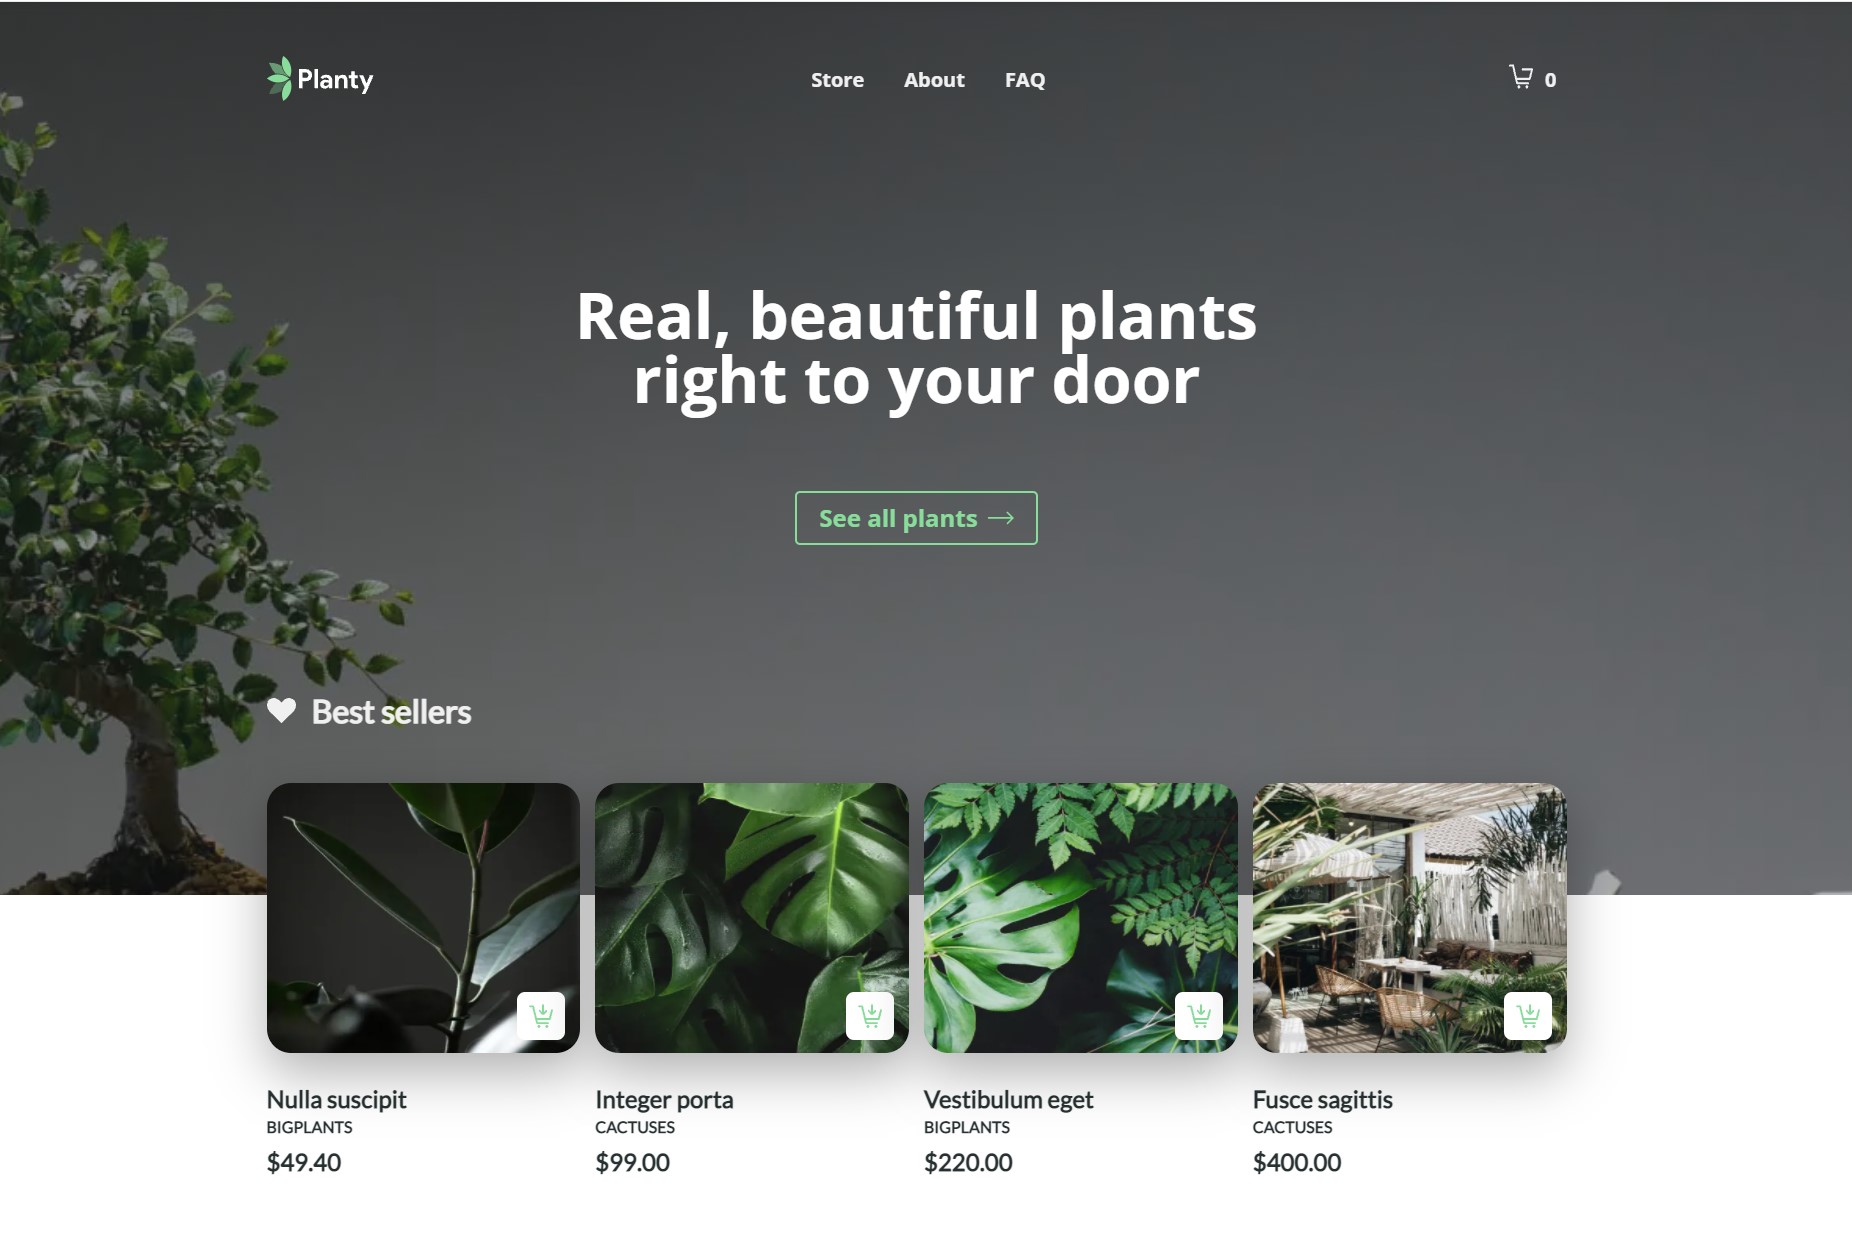 Planty
Store About FAQ
0
Real, beautiful plants
right to your door
See all plants
Best sellers
Nulla suscipit
BIGPLANTS
$49.40
Integer porta
CACTUSES
$99.00
Vestibulum eget
BIGPLANTS
$220.00
Fusce sagittis
CACTUSES
$400.00